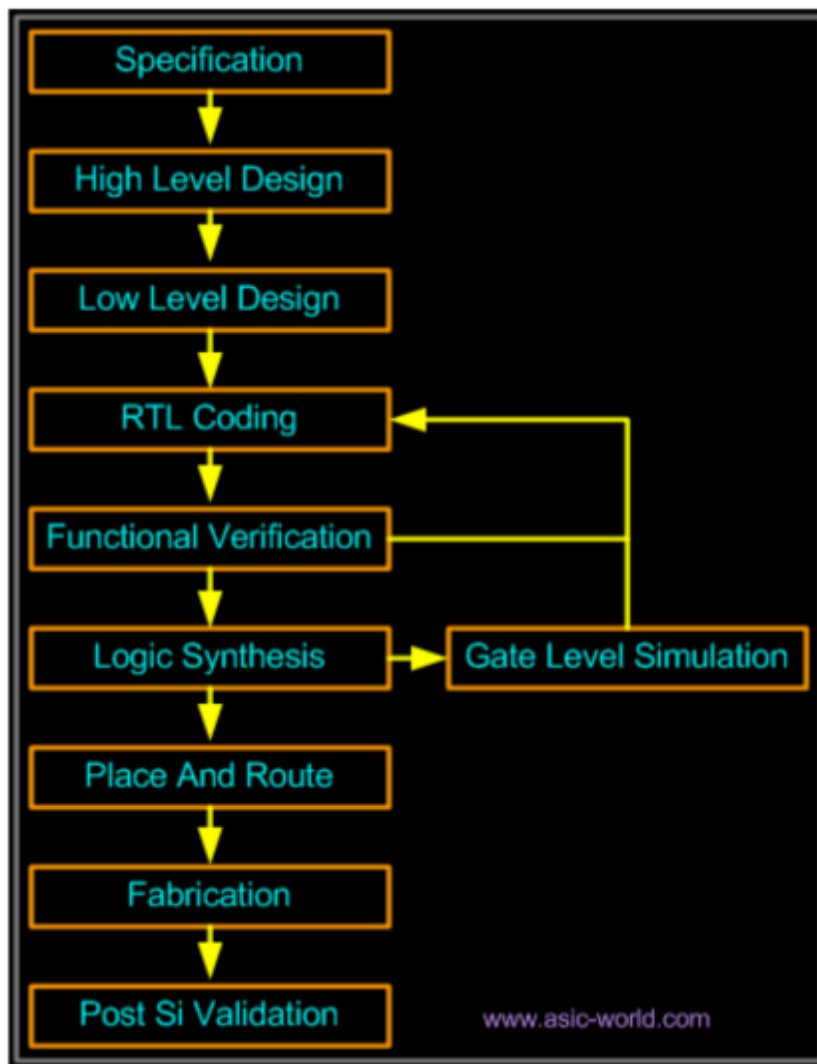 Specification
High Level Design
Low Level Design
RTL Coding
Functional Verification
Logic Synthesis
Gate Level Simulation
Place And Route
Fabrication
Post Si Validation
www.asic-world.com